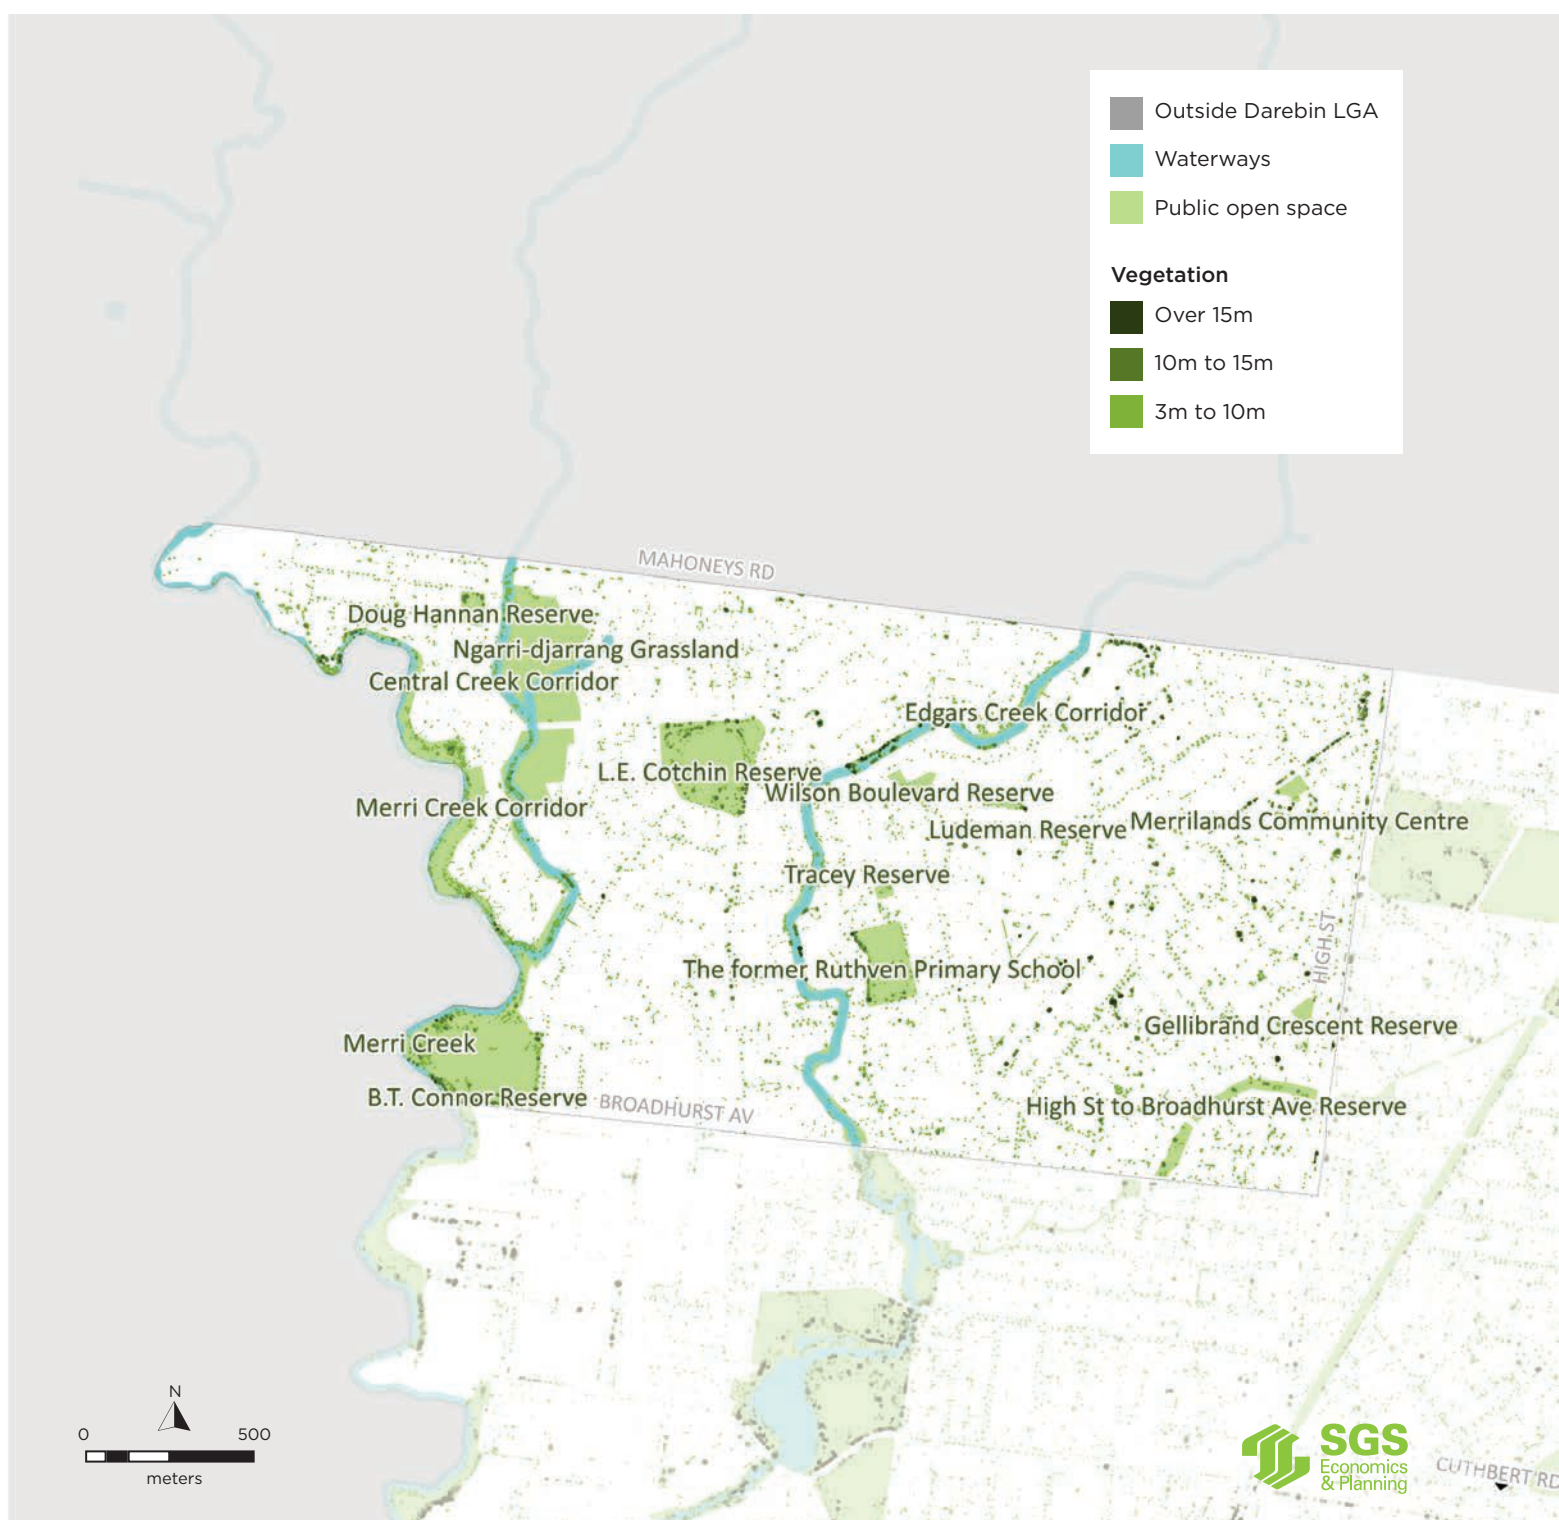 Outside Darebin LGA
Waterways
Public open space
Vegetation
Over 15m
10m to 15m
3m to 10m
MAHONEYS RD
Doug Hannan Reserve
Ngarri-djarrang Grassland
Central Creek Corridor
Edgars Creek Corridor
L.E. Cotchin Reserve
Wilson Boulevard Reserve
Merri Creek Corridor
Ludeman Reserve
Merrilands Community Centre
Tracey Reserve
HIGH ST
The former Ruthven Primary School
Gellibrand Crescent Reserve
Merri Creek
B.T. Connor Reserve
BROADHURST AV
High St to Broadhurst Ave Reserve
N
0 500
meters
SGS
Economics
& Planning
CUTHBERT RD